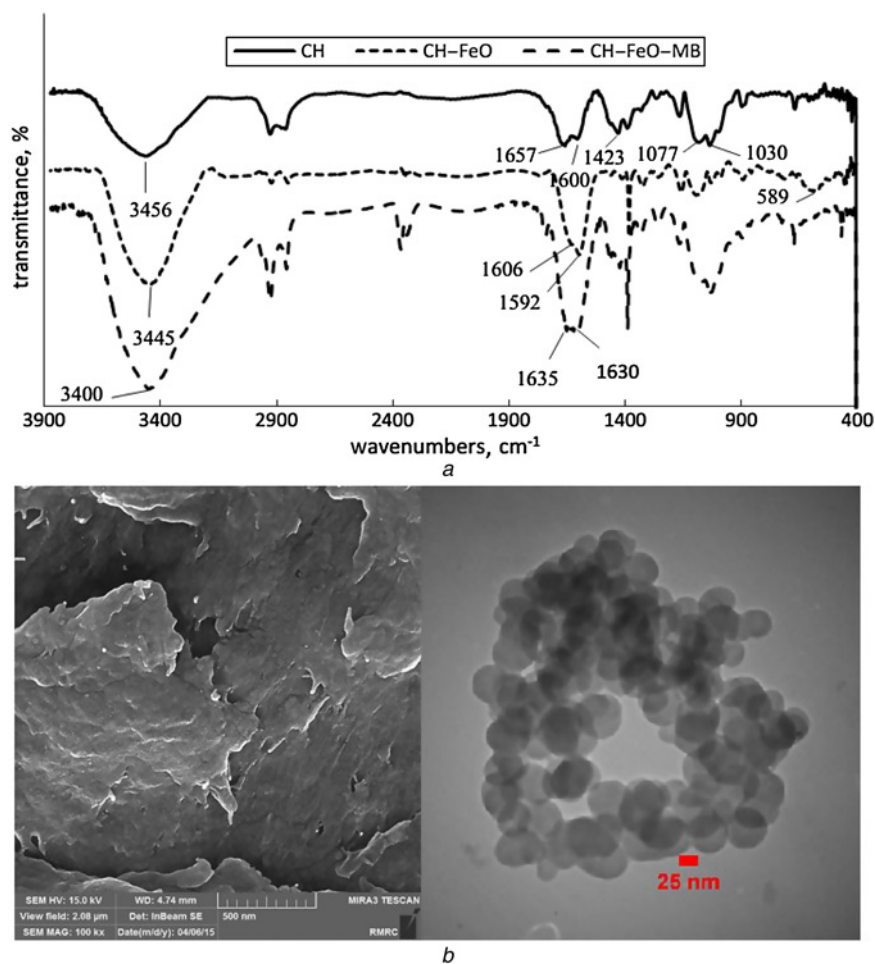 CH CH–FeO CH–FeO–MB
transmittance, %
3456
3445
3400
1657
1600
1423
1077
1030
589
1606
1592
1635
1630
3900 3400 2900 2400 1900 1400 900 400
wavenumbers, cm⁻¹
a
SEM HV: 15.0 kV WD: 4.74 mm MIRA3 TESCAN
View field: 2.08 µm Det: InBeam SE 500 nm
SEM MAG: 100 kx Date(m/d/y): 04/06/15 RMRC
25 nm
b